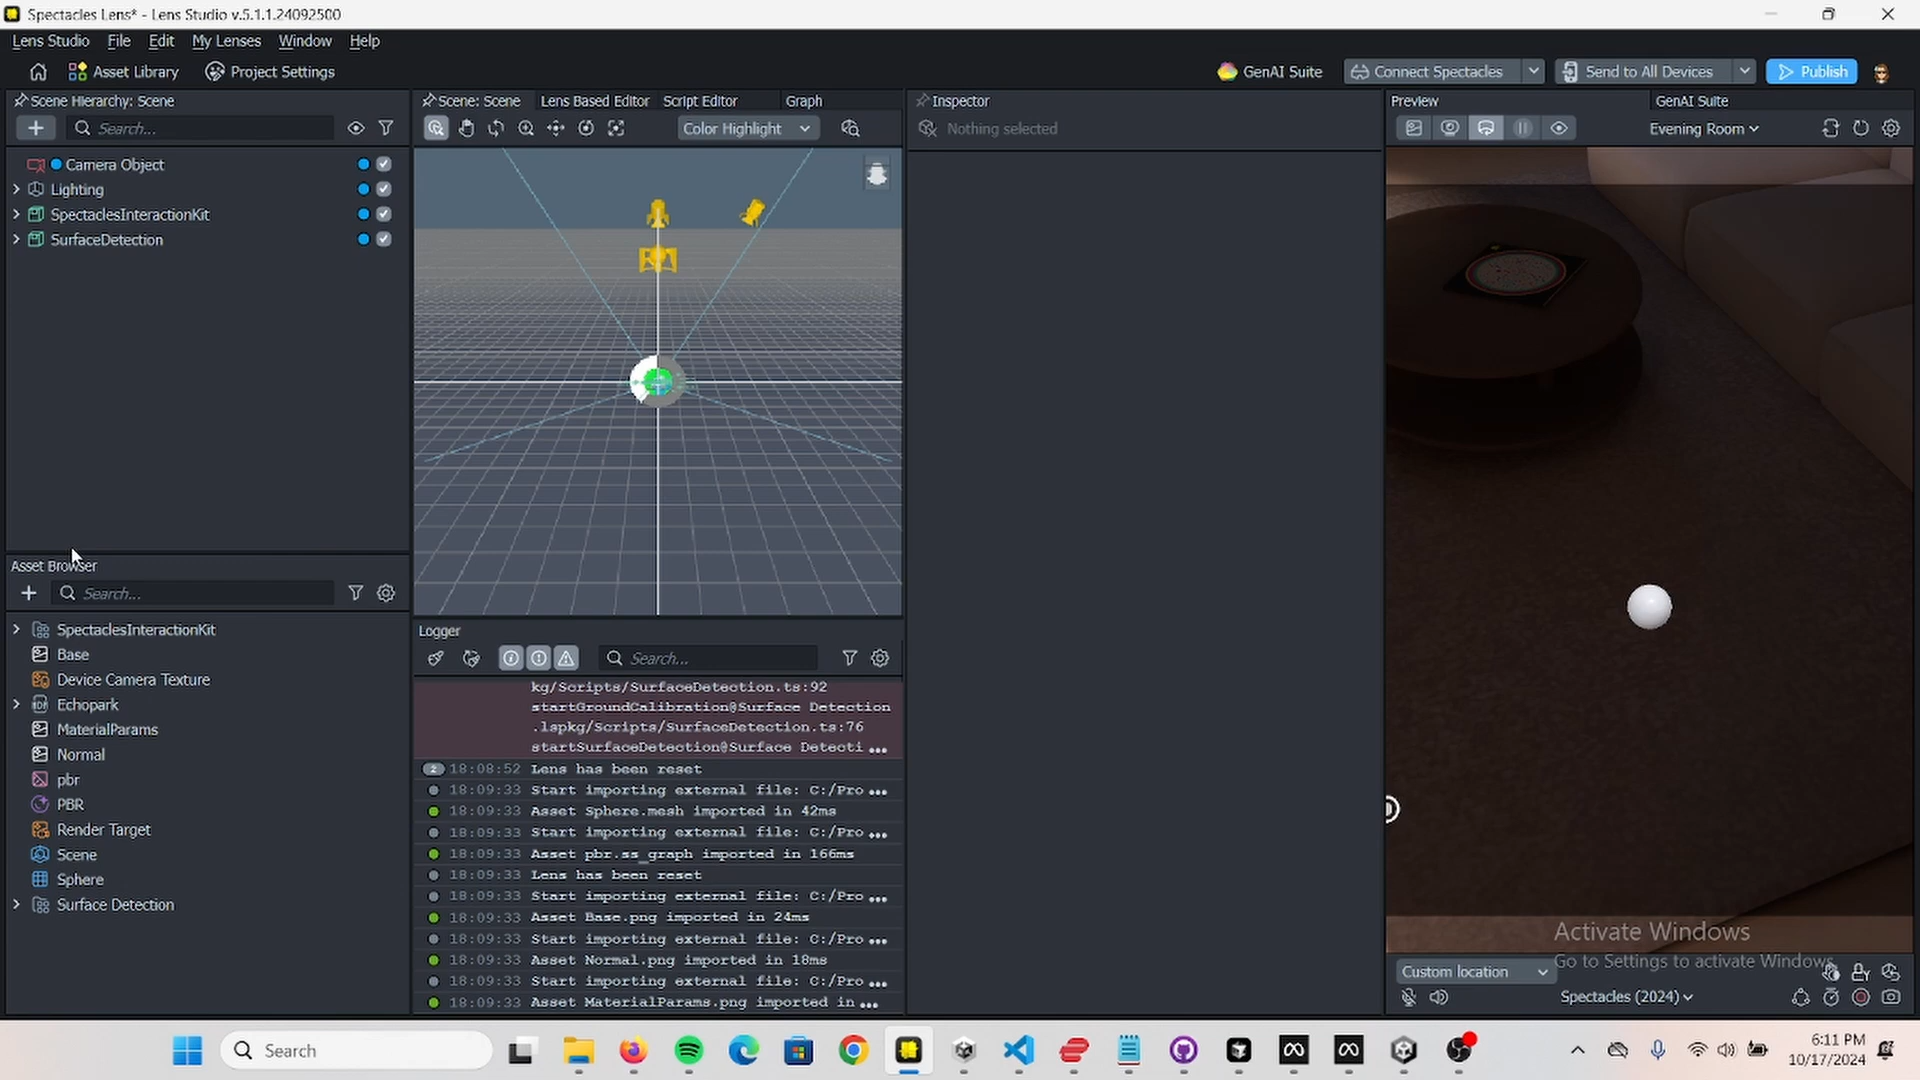 Spectacles Lens* - Lens Studio v.5.1.1.24092500
Lens Studio File Edit My Lenses Window Help
Asset Library Project Settings GenAI Suite Connect Spectacles Send to All Devices Publish
Scene Hierarchy: Scene
Search...
Camera Object
Lighting
SpectaclesInteractionKit
SurfaceDetection
Asset Browser
Search...
SpectaclesInteractionKit
Base
Device Camera Texture
Echopark
MaterialParams
Normal
pbr
PBR
Render Target
Scene
Sphere
Surface Detection
Scene: Scene Lens Based Editor Script Editor Graph
Color Highlight
Logger
Search...
kg/Scripts/SurfaceDetection.ts:92
startGroundCalibration@Surface Detection
.lspkg/Scripts/SurfaceDetection.ts:76
startSurfaceDetection@Surface Detecti ...
2 18:08:52 Lens has been reset
18:09:33 Start importing external file: C:/Pro ...
18:09:33 Asset Sphere.mesh imported in 42ms
18:09:33 Start importing external file: C:/Pro ...
18:09:33 Asset pbr.ss_graph imported in 166ms
18:09:33 Lens has been reset
18:09:33 Start importing external file: C:/Pro ...
18:09:33 Asset Base.png imported in 24ms
18:09:33 Start importing external file: C:/Pro ...
18:09:33 Asset Normal.png imported in 18ms
18:09:33 Start importing external file: C:/Pro ...
18:09:33 Asset MaterialParams.png imported in ...
Inspector
Nothing selected
Preview GenAI Suite
Evening Room
Activate Windows
Go to Settings to activate Windows.
Custom location
Spectacles (2024)
Search
6:11 PM
10/17/2024